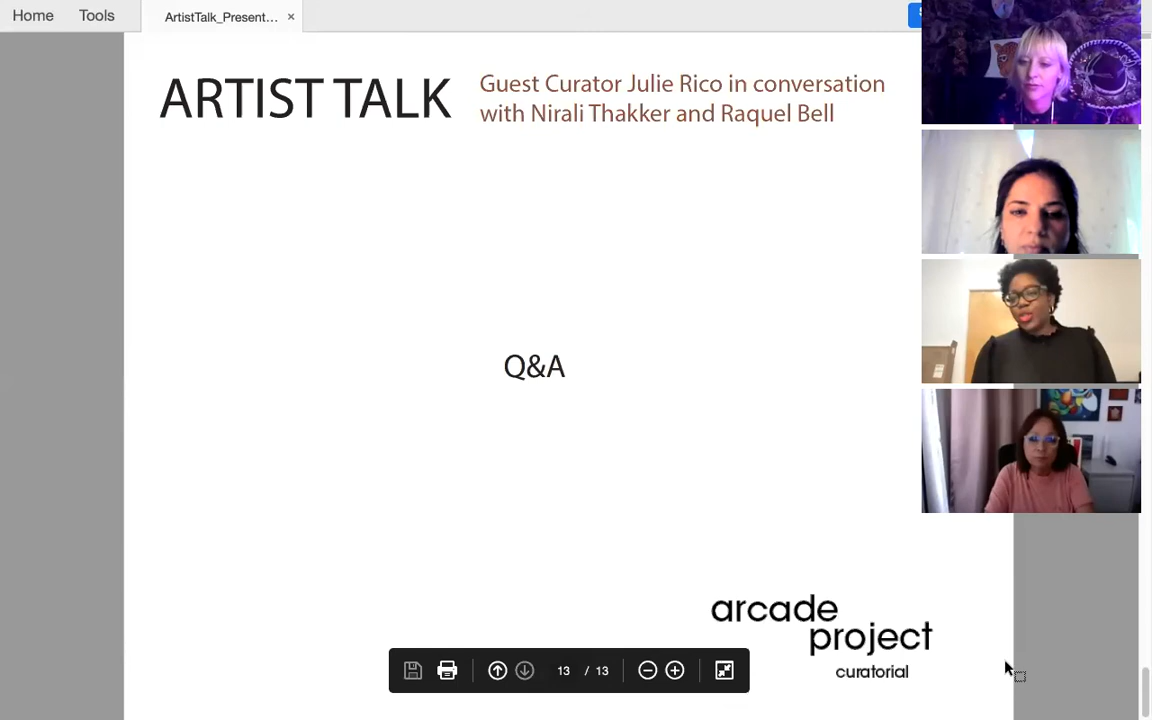 Home
Tools
ArtistTalk_Present...
ARTIST TALK
Guest Curator Julie Rico in conversation
with Nirali Thakker and Raquel Bell
Q&A
arcade
project
curatorial
13 / 13